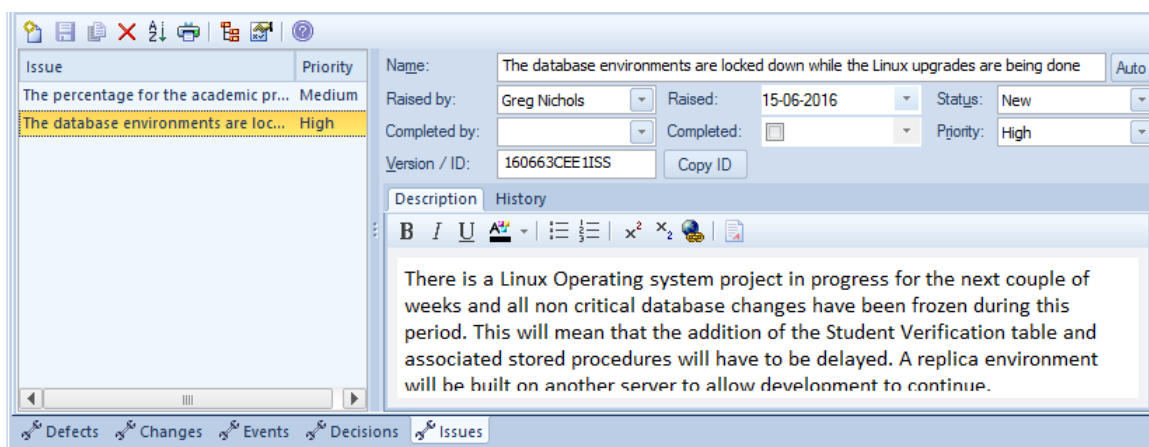 Issue Priority
The percentage for the academic pr... Medium
The database environments are loc... High
Name: The database environments are locked down while the Linux upgrades are being done Auto
Raised by: Greg Nichols Raised: 15-06-2016 Status: New
Completed by: Completed: Priority: High
Version / ID: 160663CEE1ISS Copy ID
Description History
B I U A x² x₂
There is a Linux Operating system project in progress for the next couple of
weeks and all non critical database changes have been frozen during this
period. This will mean that the addition of the Student Verification table and
associated stored procedures will have to be delayed. A replica environment
will be built on another server to allow development to continue.
Defects Changes Events Decisions Issues